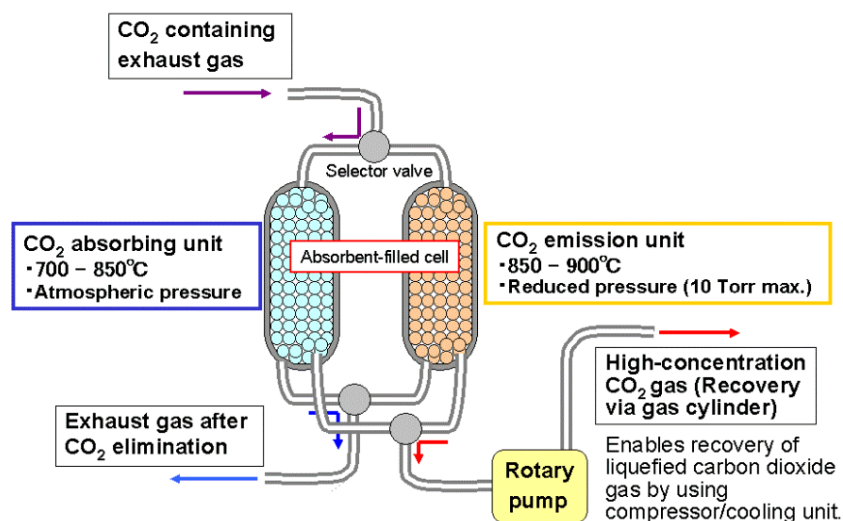 CO₂ containing
exhaust gas
Selector valve
CO₂ absorbing unit
・700 – 850℃
・Atmospheric pressure
Absorbent-filled cell
CO₂ emission unit
・850 – 900℃
・Reduced pressure (10 Torr max.)
Exhaust gas after
CO₂ elimination
Rotary
pump
High-concentration
CO₂ gas (Recovery
via gas cylinder)
Enables recovery of
liquefied carbon dioxide
gas by using
compressor/cooling unit.